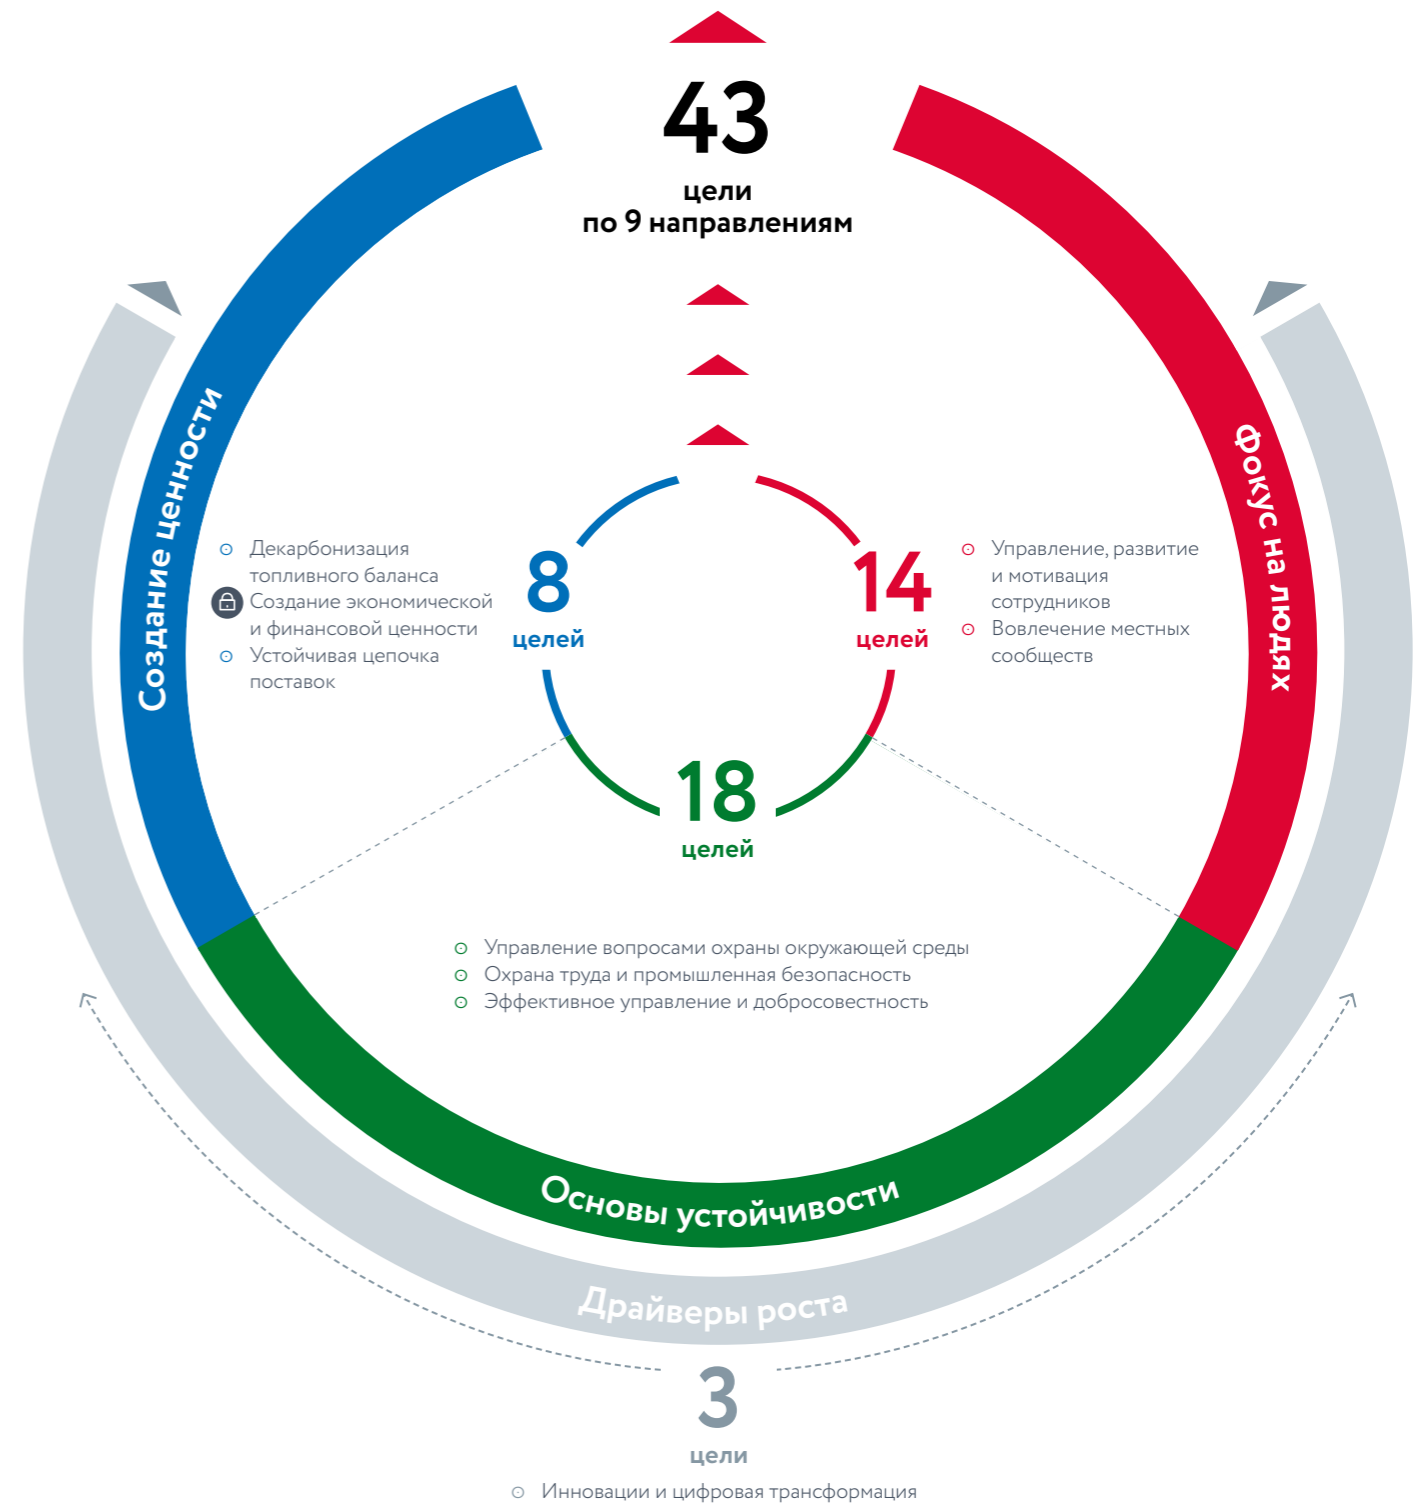 43
цели
по 9 направлениям
Создание ценности
Декарбонизация
топливного баланса
Создание экономической
и финансовой ценности
Устойчивая цепочка
поставок
8
целей
14
целей
Управление, развитие
и мотивация
сотрудников
Вовлечение местных
сообществ
Фокус на людях
18
целей
Управление вопросами охраны окружающей среды
Охрана труда и промышленная безопасность
Эффективное управление и добросовестность
Основы устойчивости
Драйверы роста
3
цели
Инновации и цифровая трансформация